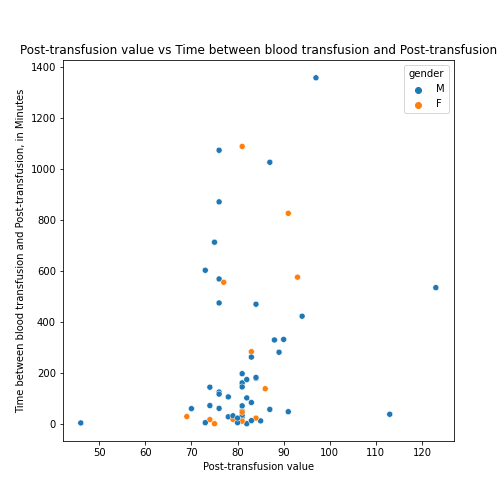 Post-transfusion value vs Time between blood transfusion and Post-transfusion
1400
1200
1000
800
600
400
200
0
Time between blood transfusion and Post-transfusion, in Minutes
gender
M
F
50 60 70 80 90 100 110 120
Post-transfusion value